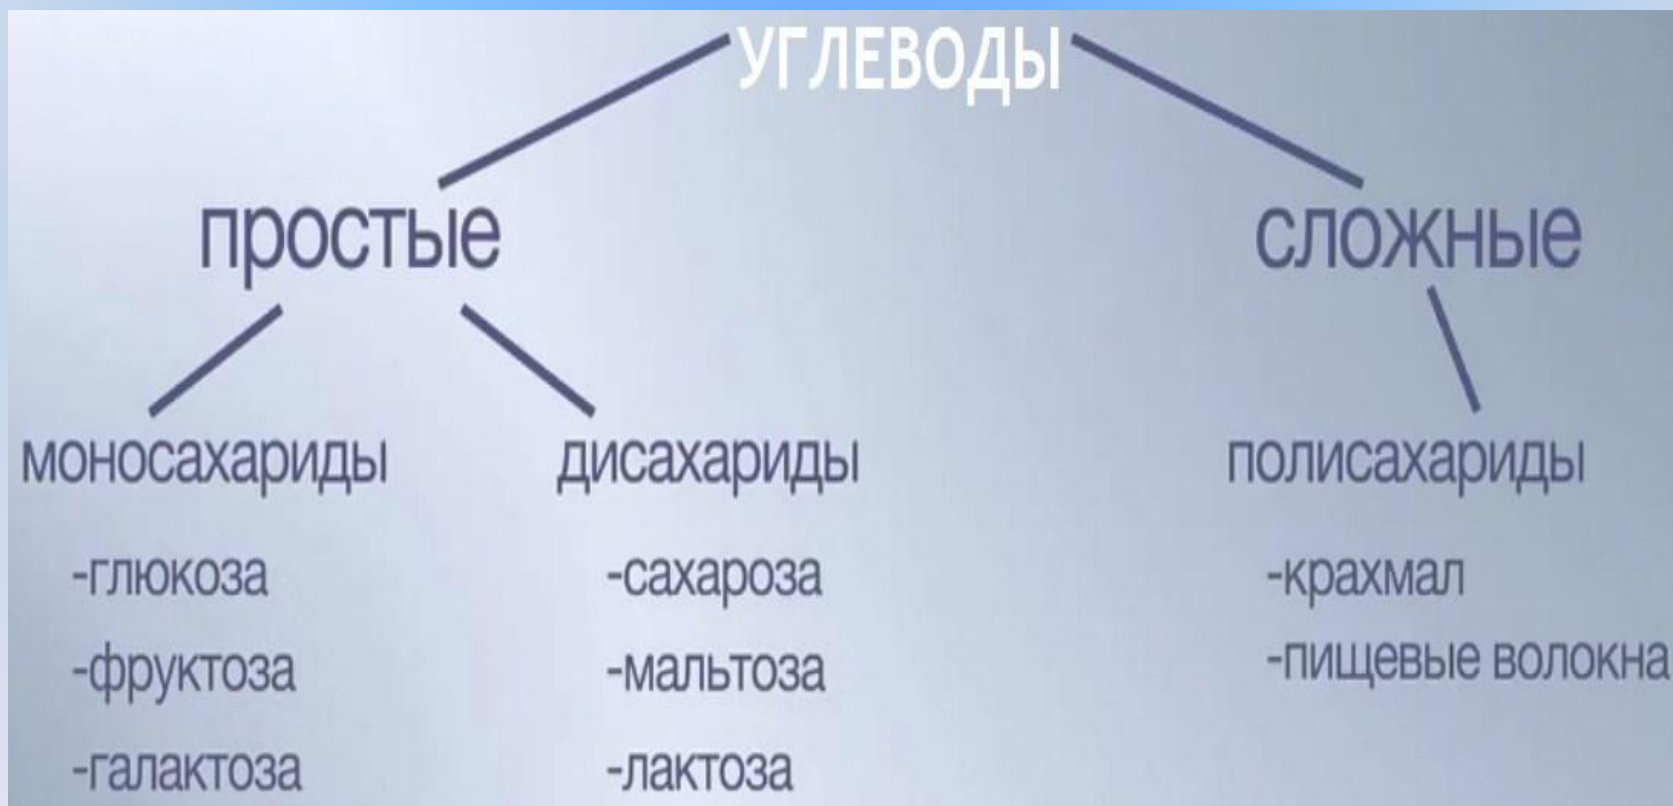 УГЛЕВОДЫ
простые
сложные
моносахариды
дисахариды
полисахариды
-глюкоза
-сахароза
-крахмал
-фруктоза
-мальтоза
-пищевые волокна
-галактоза
-лактоза